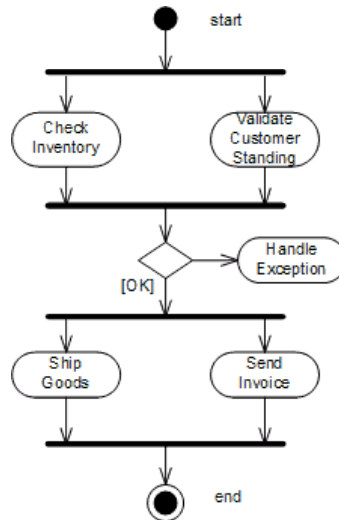 start
Check
Inventory
Validate
Customer
Standing
Handle
Exception
[OK]
Ship
Goods
Send
Invoice
end